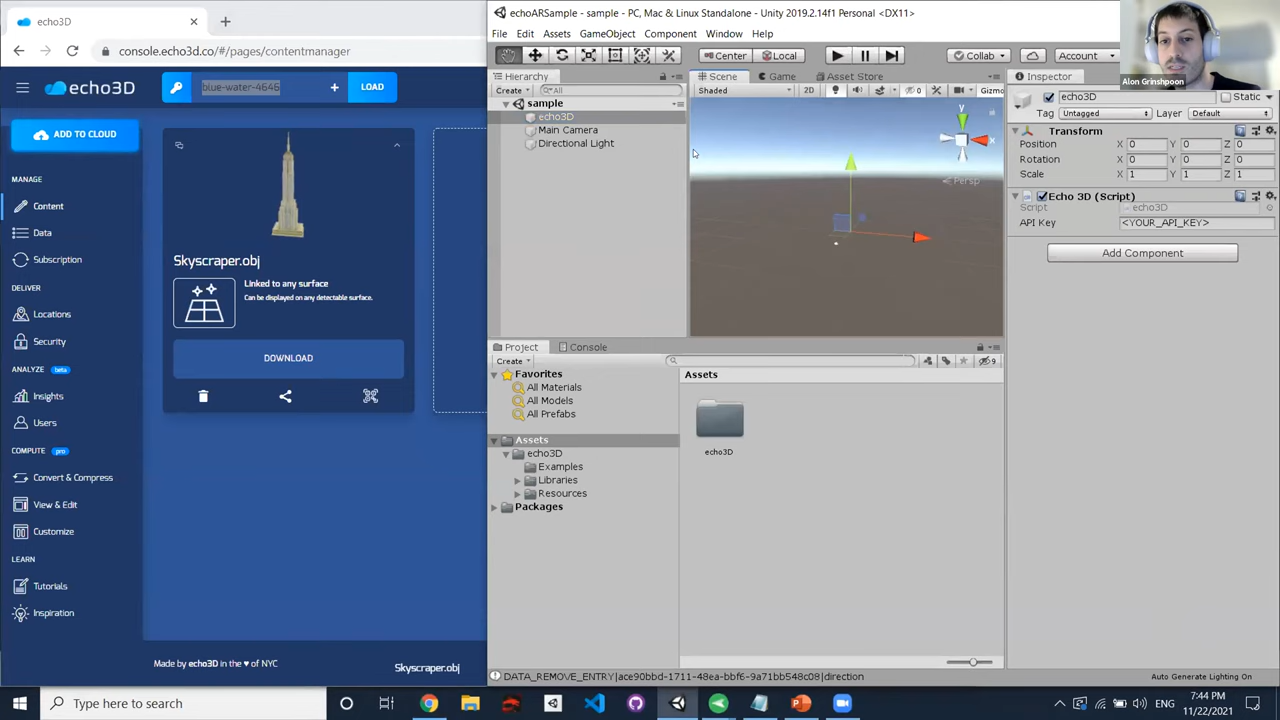 echo3D
console.echo3d.co/#/pages/contentmanager
echo3D
blue-water-4646
+
LOAD
ADD TO CLOUD
MANAGE
Content
Data
Subscription
DELIVER
Locations
Security
ANALYZE beta
Insights
Users
COMPUTE pro
Convert & Compress
View & Edit
Customize
LEARN
Tutorials
Inspiration
Skyscraper.obj
Linked to any surface
Can be displayed on any detectable surface.
DOWNLOAD
Made by echo3D in the ♥ of NYC
Skyscraper.obj
echoARSample - sample - PC, Mac & Linux Standalone - Unity 2019.2.14f1 Personal <DX11>
File Edit Assets GameObject Component Window Help
Center Local Collab Account
Hierarchy
Create All
sample
echo3D
Main Camera
Directional Light
Scene Game Asset Store
Shaded 2D 0 Gizmo
y
x
Persp
Inspector
echo3D Static
Tag Untagged Layer Default
Transform
Position X 0 Y 0 Z 0
Rotation X 0 Y 0 Z 0
Scale X 1 Y 1 Z 1
Echo 3D (Script)
Script echo3D
API Key <YOUR_API_KEY>
Add Component
Project Console
Create 9
Favorites
All Materials
All Models
All Prefabs
Assets
echo3D
Examples
Libraries
Resources
Packages
Assets
echo3D
DATA_REMOVE_ENTRY|ace90bbd-1711-48ea-bbf6-9a71bb548c08|direction
Auto Generate Lighting On
Alon Grinshpoon
Type here to search
ENG
7:44 PM
11/22/2021